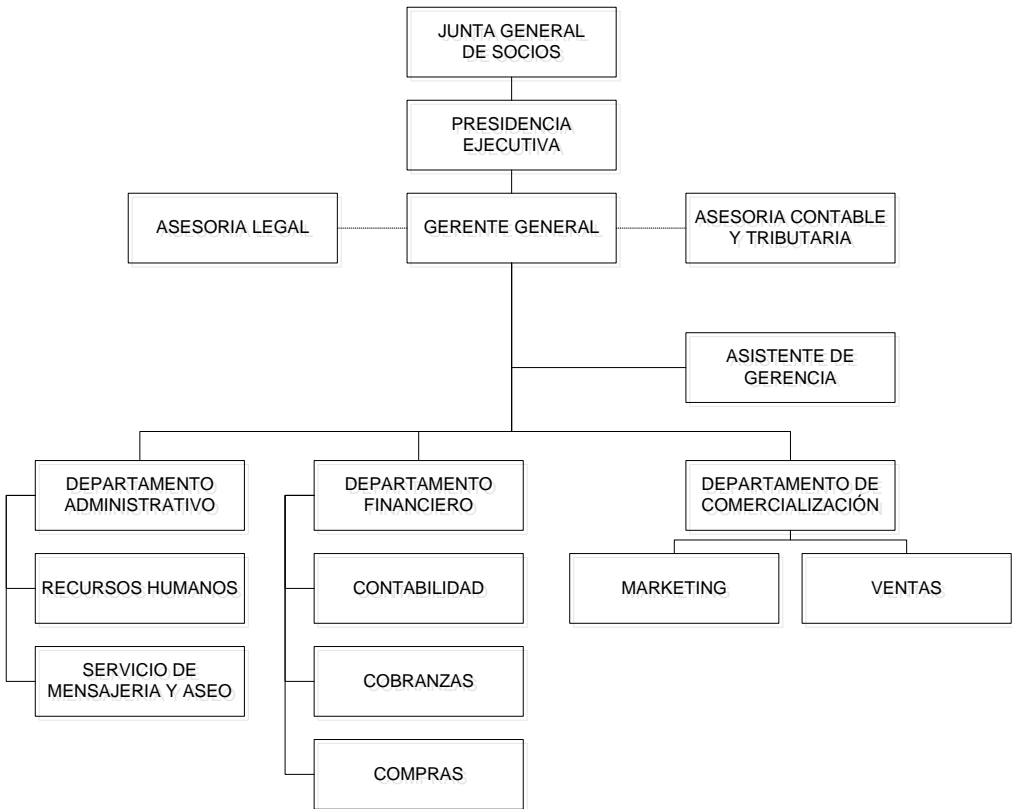 JUNTA GENERAL
DE SOCIOS
PRESIDENCIA
EJECUTIVA
ASESORIA LEGAL
GERENTE GENERAL
ASESORIA CONTABLE
Y TRIBUTARIA
ASISTENTE DE
GERENCIA
DEPARTAMENTO
ADMINISTRATIVO
DEPARTAMENTO
FINANCIERO
DEPARTAMENTO DE
COMERCIALIZACIÓN
RECURSOS HUMANOS
CONTABILIDAD
MARKETING
VENTAS
SERVICIO DE
MENSAJERIA Y ASEO
COBRANZAS
COMPRAS